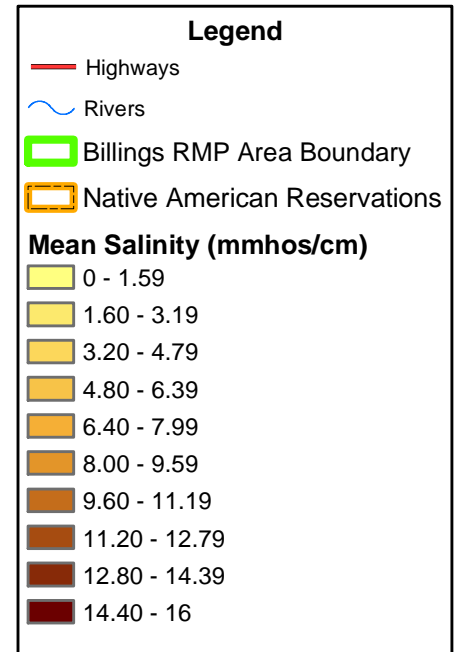 Legend
Highways
Rivers
Billings RMP Area Boundary
Native American Reservations
Mean Salinity (mmhos/cm)
0 - 1.59
1.60 - 3.19
3.20 - 4.79
4.80 - 6.39
6.40 - 7.99
8.00 - 9.59
9.60 - 11.19
11.20 - 12.79
12.80 - 14.39
14.40 - 16